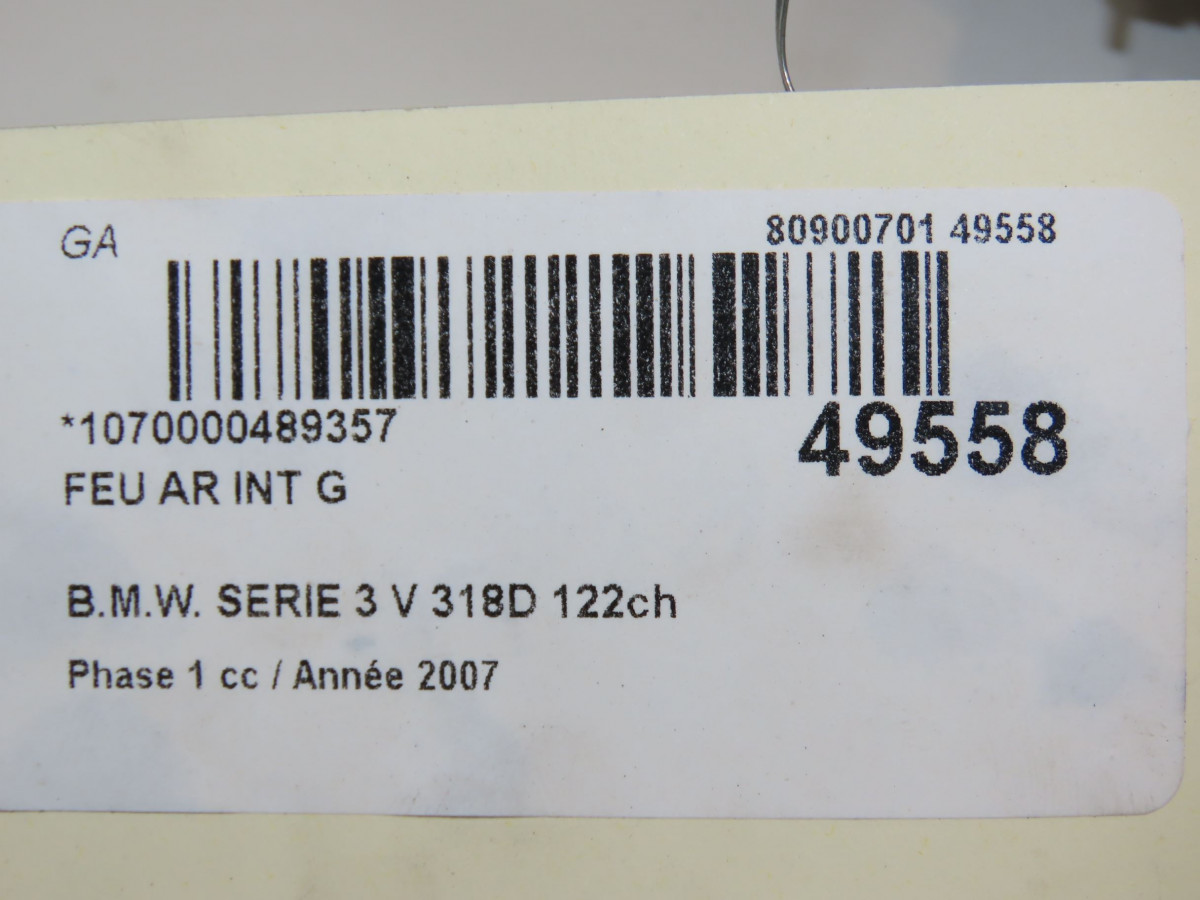 GA
80900701 49558
*1070000489357
49558
FEU AR INT G
B.M.W. SERIE 3 V 318D 122ch
Phase 1 cc / Année 2007